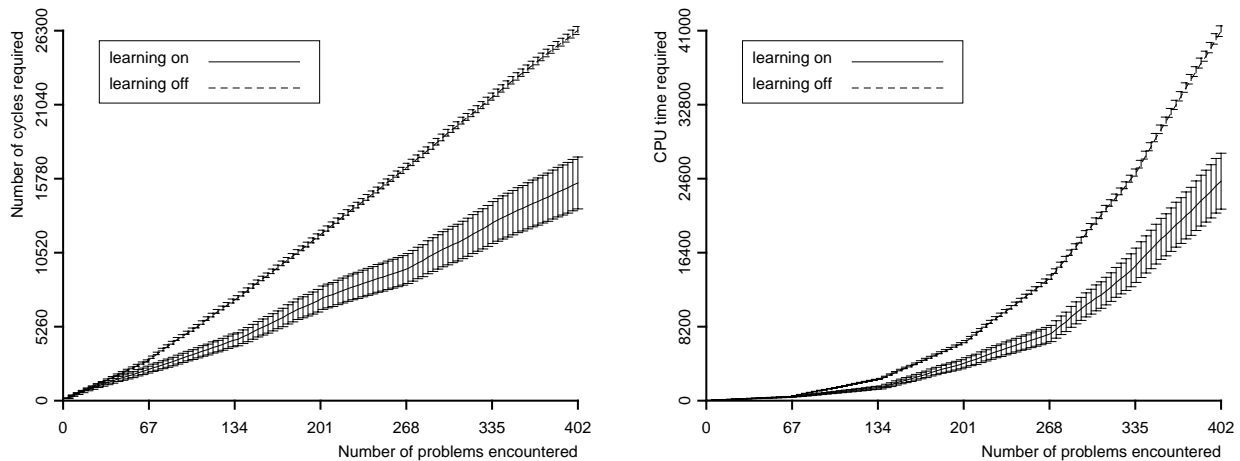 Number of cycles required
26300
21040
15780
10520
5260
0
learning on
learning off
0 67 134 201 268 335 402
Number of problems encountered
CPU time required
41000
32800
24600
16400
8200
0
learning on
learning off
0 67 134 201 268 335 402
Number of problems encountered